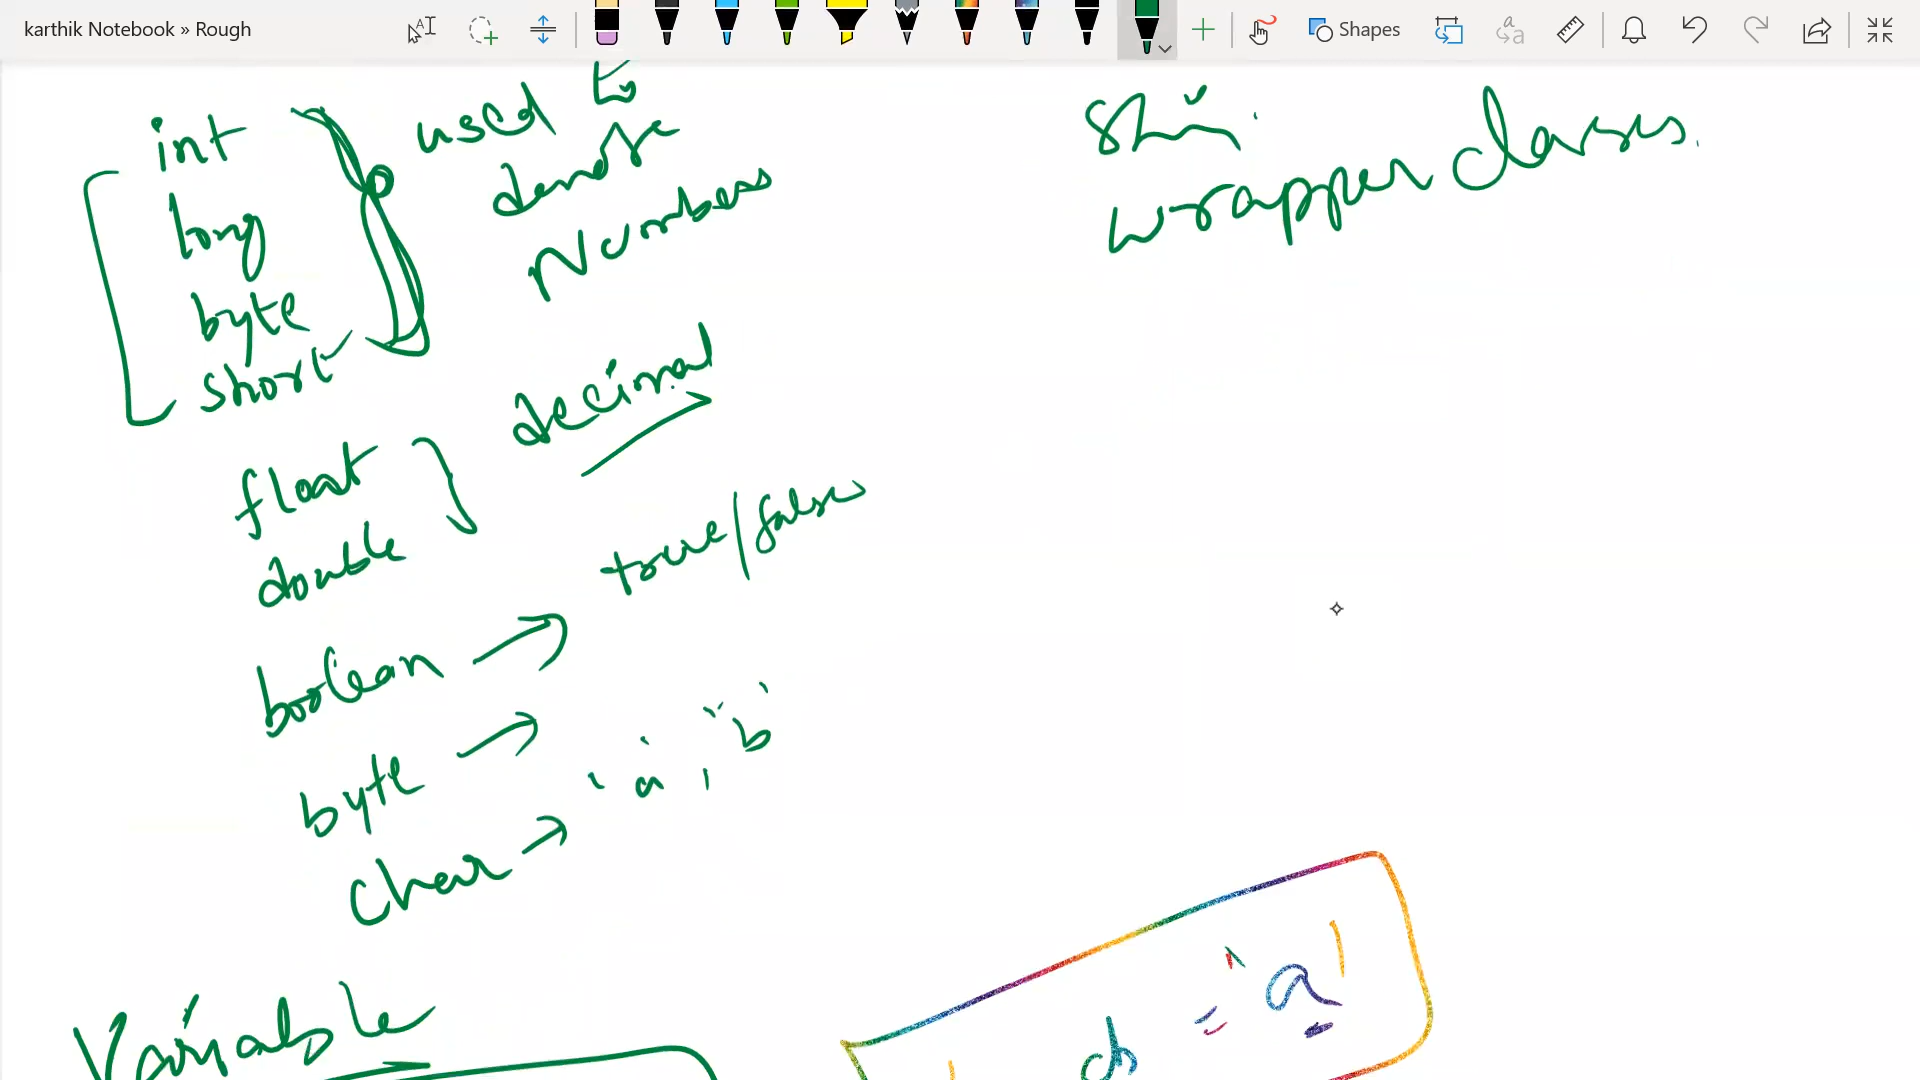 karthik Notebook » Rough
Shapes
int
long
byte
short
used to
denote
Numbers
float
double
decimal
boolean → true/false
byte →
char → 'a', 'b'
wrapper classes.
Variable
ch = 'a'